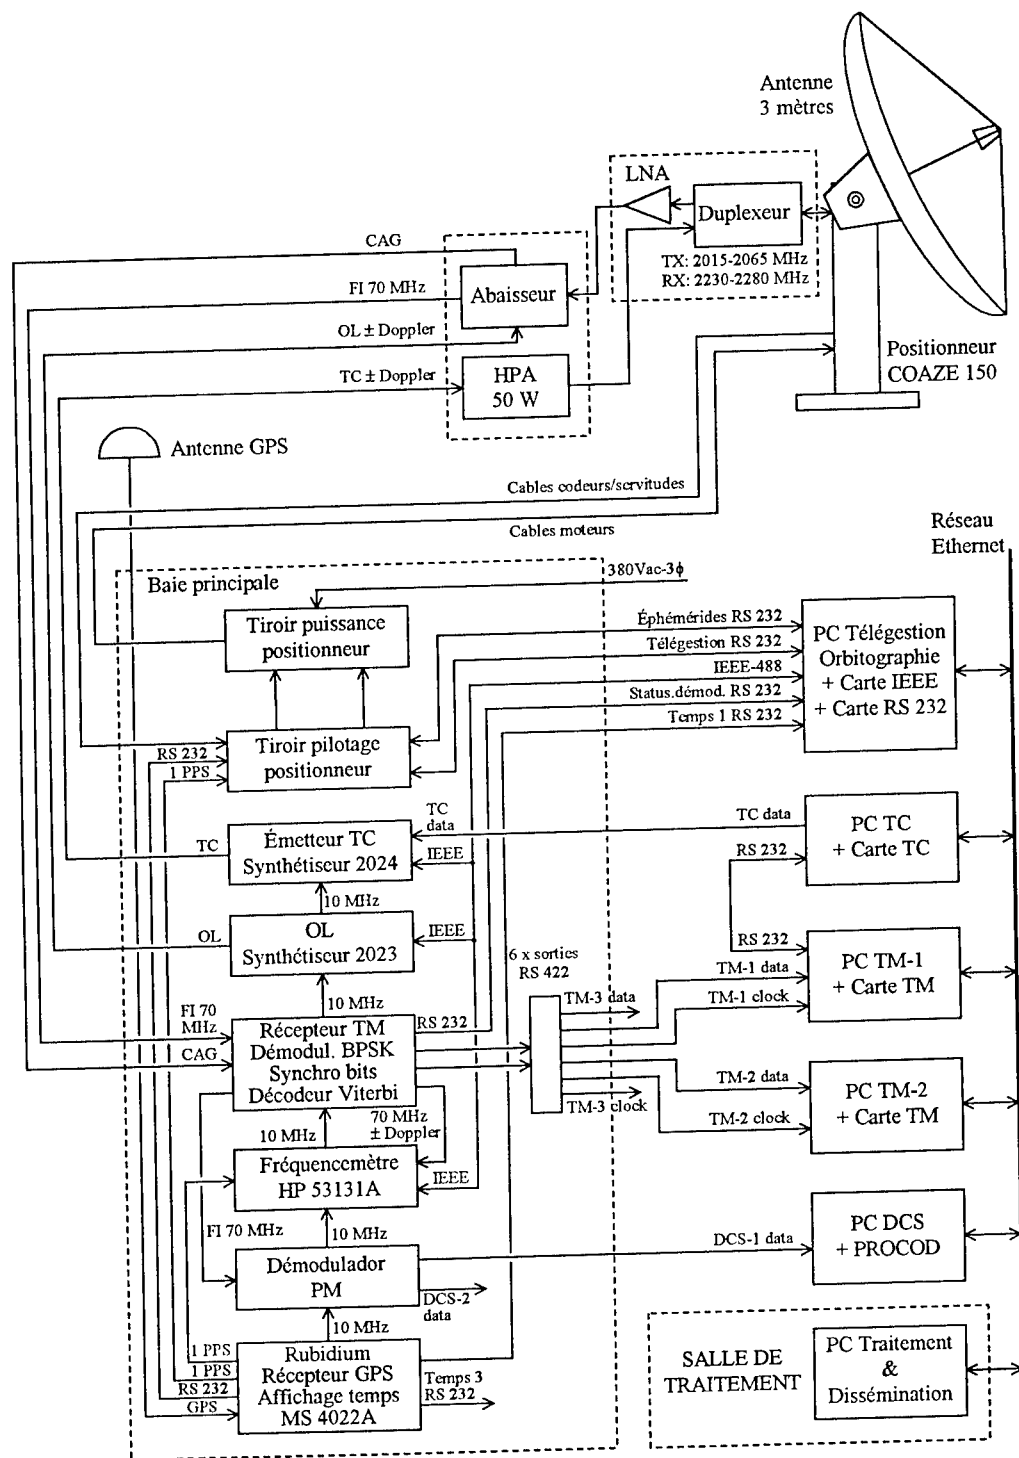 Antenne
3 mètres
LNA
Duplexeur
TX: 2015-2065 MHz
RX: 2230-2280 MHz
CAG
FI 70 MHz
Abaisseur
OL ± Doppler
TC ± Doppler
HPA
50 W
Positionneur
COAZE 150
Antenne GPS
Cables codeurs/servitudes
Cables moteurs
Réseau
Ethernet
Baie principale
380Vac-3ϕ
Tiroir puissance
positionneur
Éphémérides RS 232
Télégestion RS 232
IEEE-488
Status.démod. RS 232
Temps 1 RS 232
PC Télégestion
Orbitographie
+ Carte IEEE
+ Carte RS 232
RS 232
1 PPS
Tiroir pilotage
positionneur
TC
Émetteur TC
Synthétiseur 2024
TC
data
IEEE
TC data
RS 232
PC TC
+ Carte TC
10 MHz
OL
OL
Synthétiseur 2023
IEEE
6 x sorties
RS 422
RS 232
TM-1 data
TM-1 clock
PC TM-1
+ Carte TM
10 MHz
FI 70
MHz
CAG
Récepteur TM
Démodul. BPSK
Synchro bits
Décodeur Viterbi
RS 232
TM-3 data
TM-3 clock
TM-2 data
TM-2 clock
PC TM-2
+ Carte TM
10 MHz
70 MHz
± Doppler
Fréquencemètre
HP 53131A
IEEE
FI 70 MHz
10 MHz
Démodulador
PM
DCS-1 data
DCS-2
data
PC DCS
+ PROCOD
10 MHz
1 PPS
1 PPS
RS 232
GPS
Rubidium
Récepteur GPS
Affichage temps
MS 4022A
Temps 3
RS 232
SALLE DE
TRAITEMENT
PC Traitement
&
Dissémination